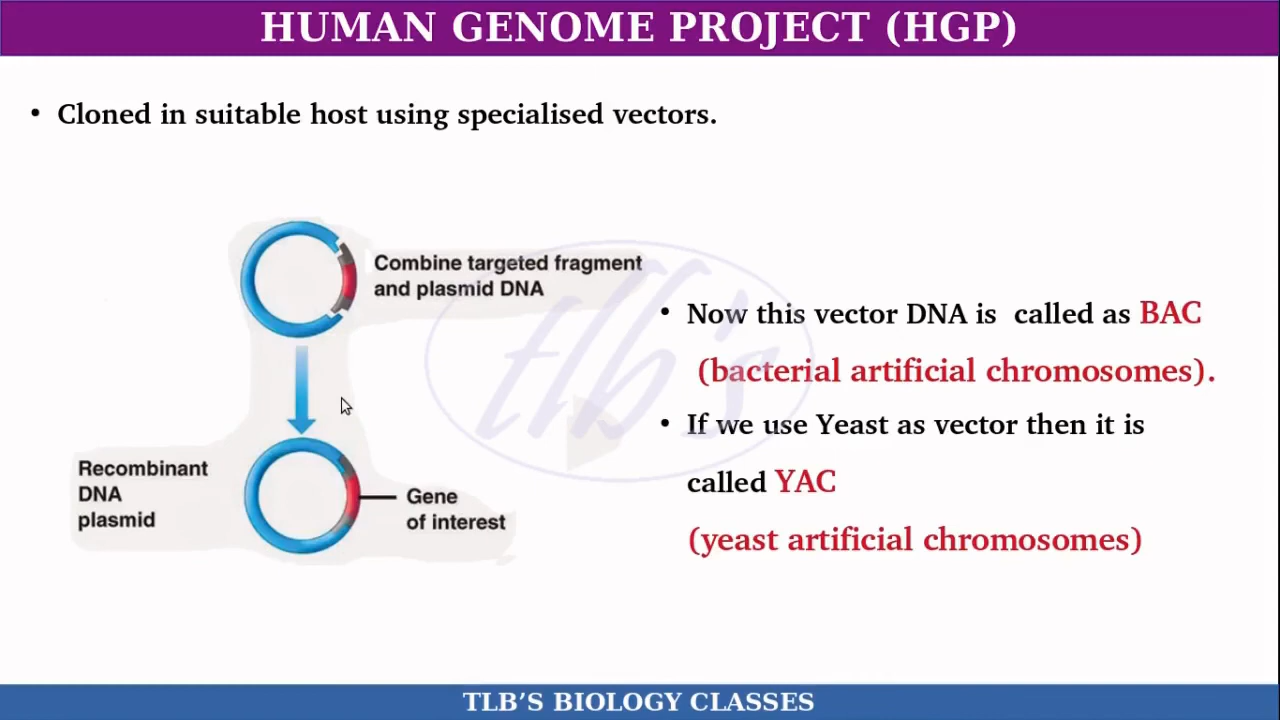 HUMAN GENOME PROJECT (HGP)
• Cloned in suitable host using specialised vectors.
Combine targeted fragment
and plasmid DNA
Recombinant
DNA
plasmid
Gene
of interest
tlb's
• Now this vector DNA is called as BAC
(bacterial artificial chromosomes).
• If we use Yeast as vector then it is
called YAC
(yeast artificial chromosomes)
TLB’S BIOLOGY CLASSES